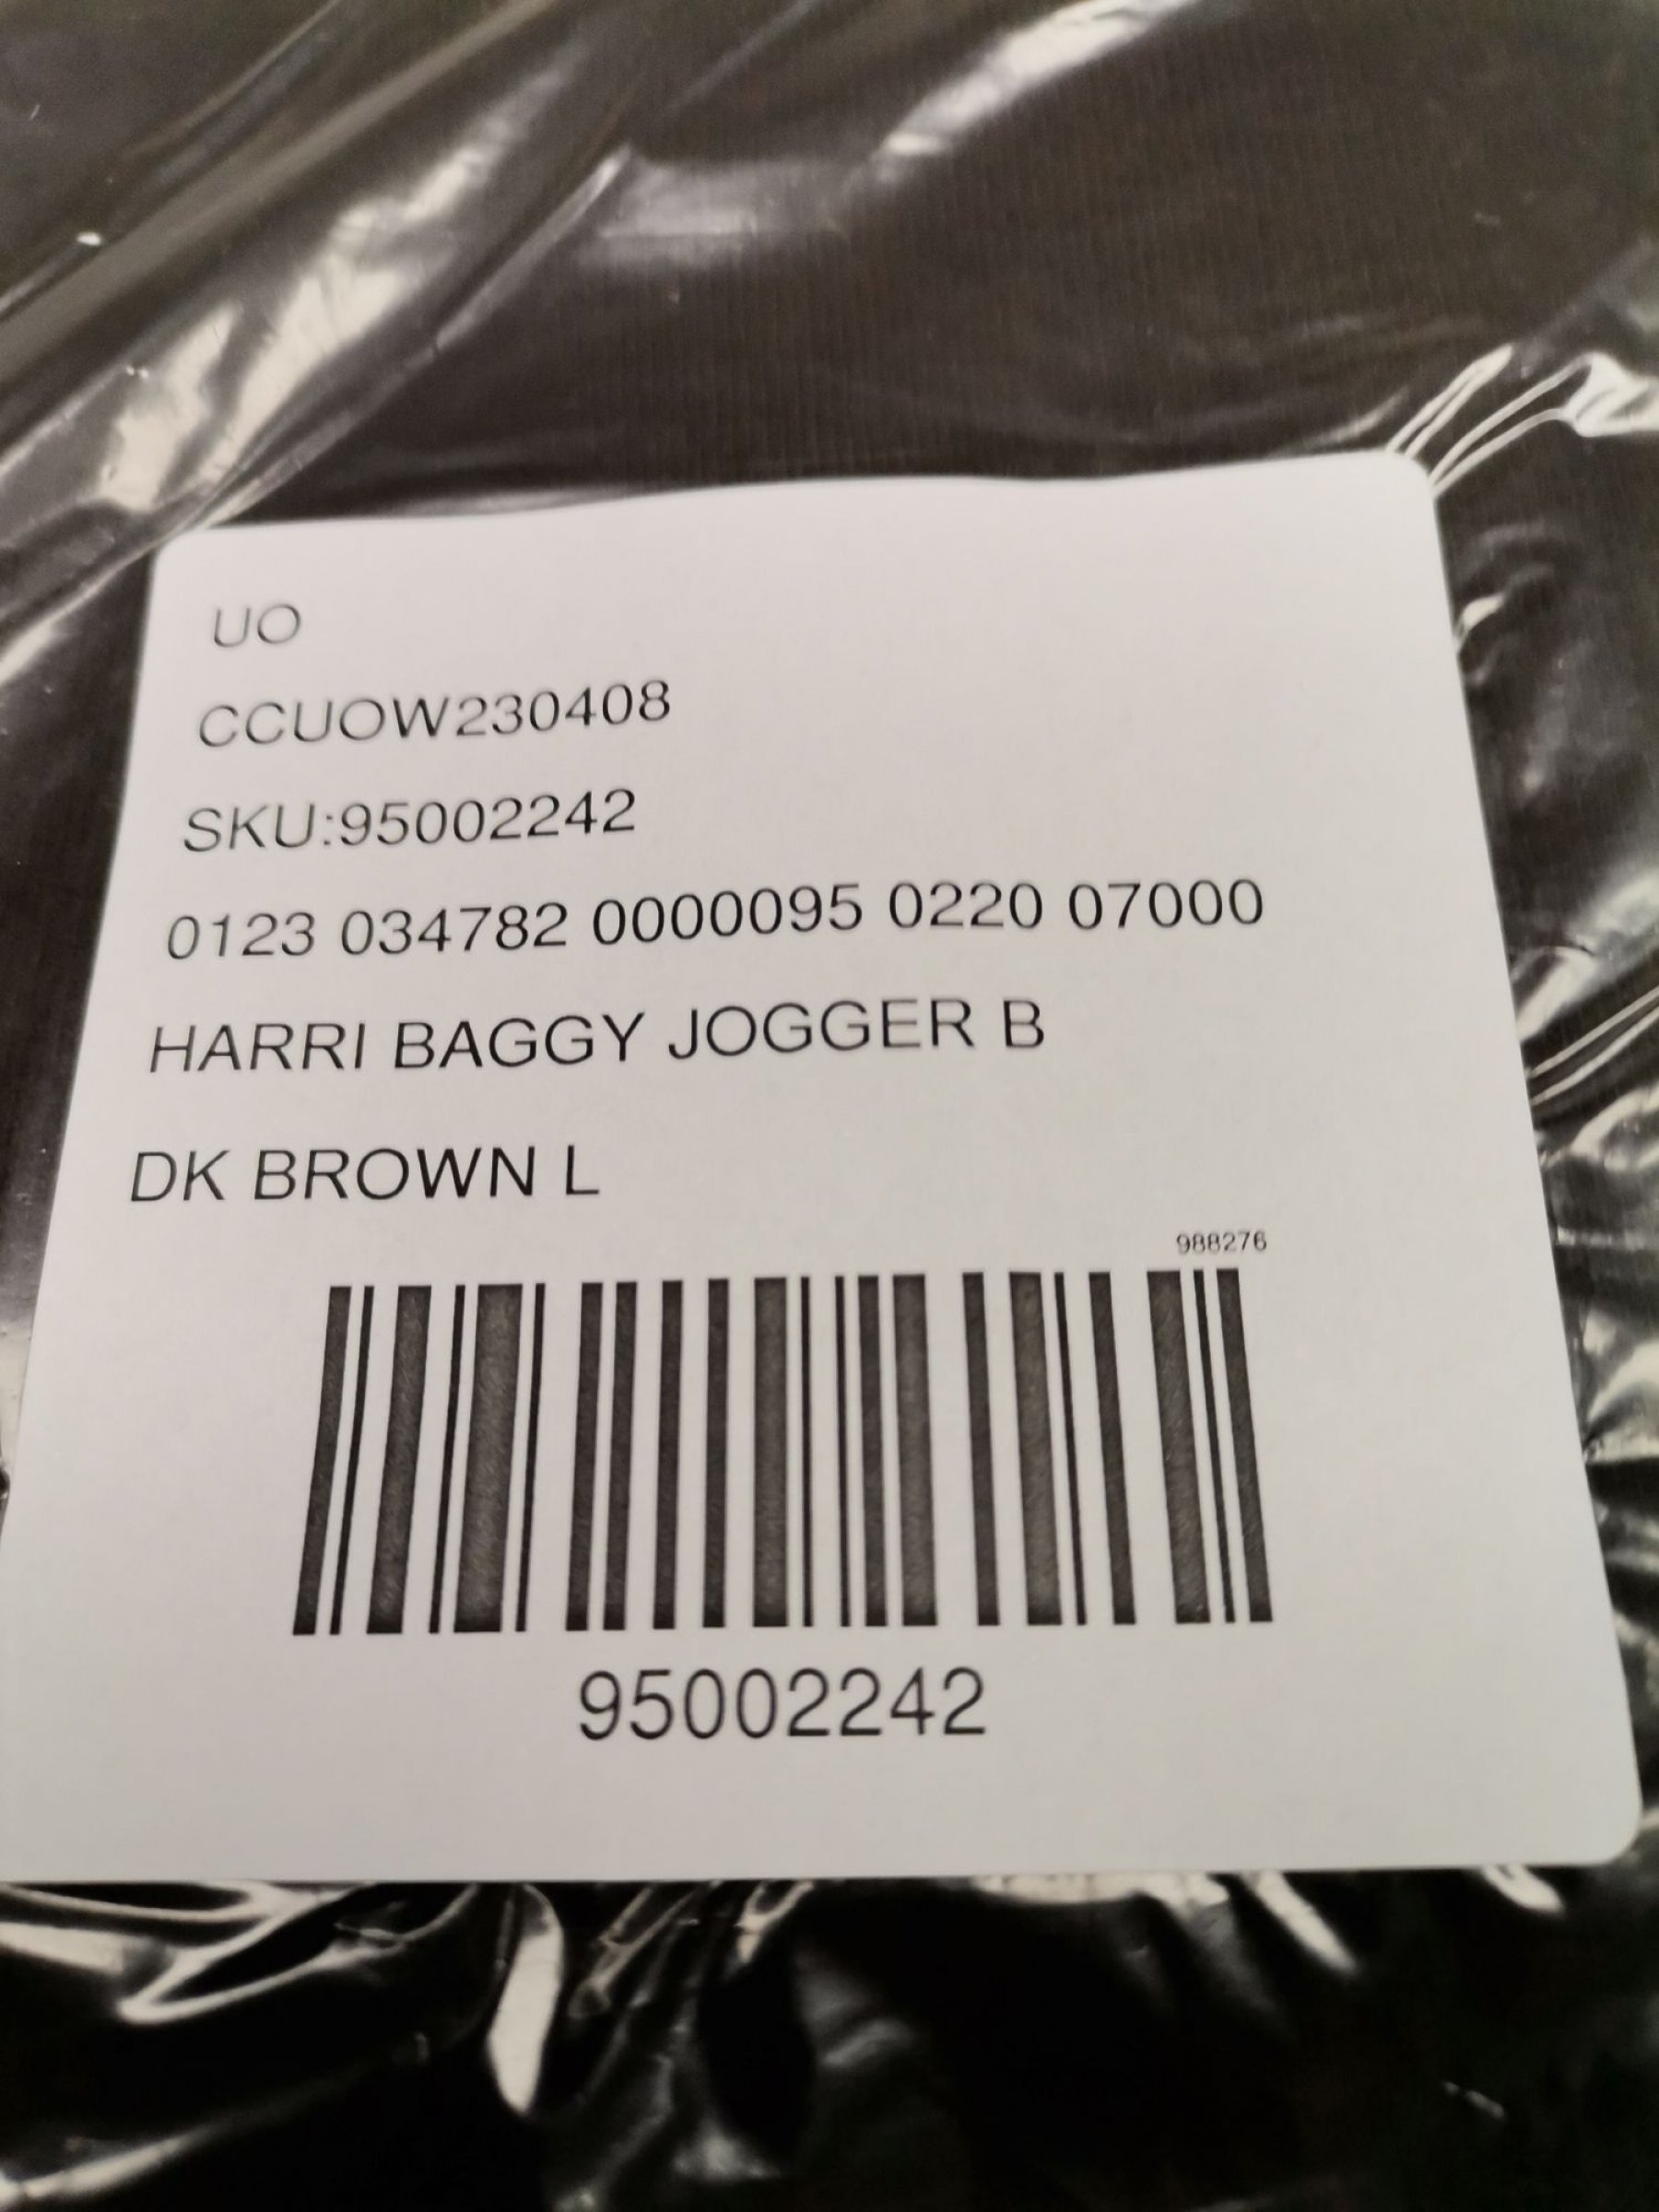 UO
CCUOW230408
SKU:95002242
0123 034782 0000095 0220 07000
HARRI BAGGY JOGGER B
DK BROWN L
988276
95002242